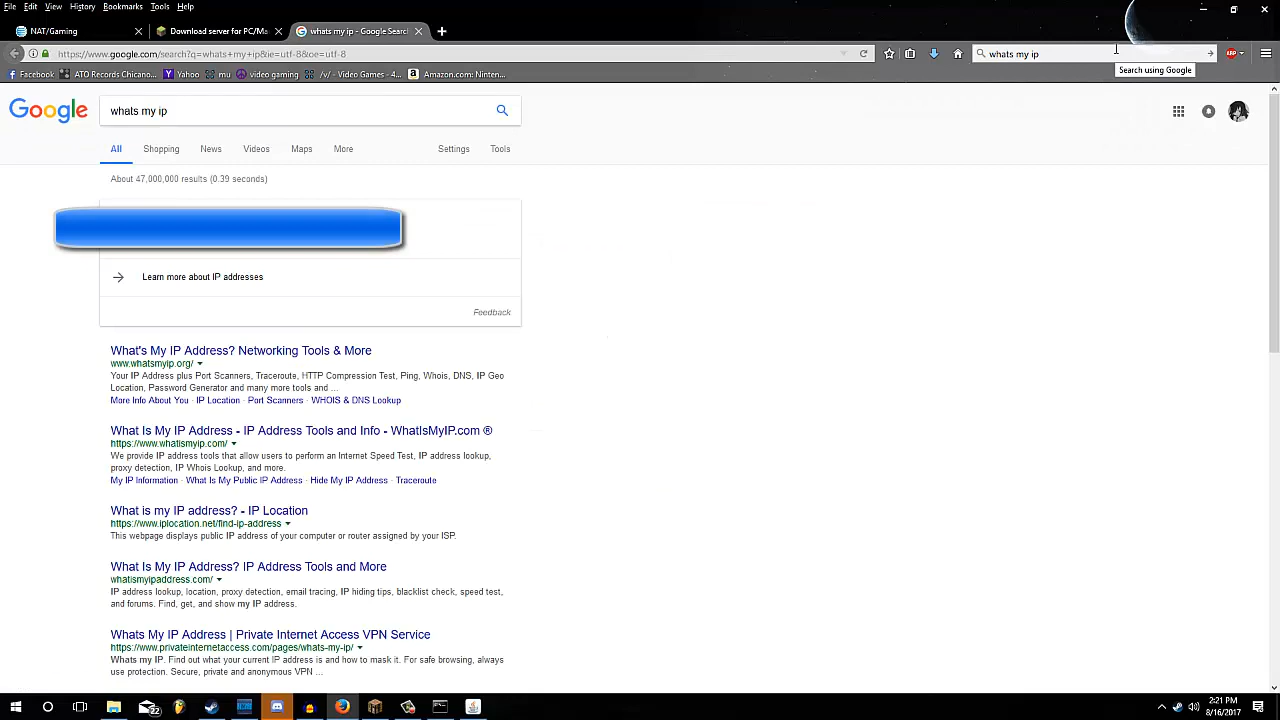 File Edit View History Bookmarks Tools Help
NAT/Gaming
Download server for PC/Ma
whats my ip - Google Sear
https://www.google.com/search?q=whats+my+ip&ie=utf-8&oe=utf-8
whats my ip
ABP
Facebook ATO Records Chicano... Yahoo mu video gaming /v/ - Video Games - 4... Amazon.com: Ninten...
Search using Google
Google
whats my ip
All Shopping News Videos Maps More Settings Tools
About 47,000,000 results (0.39 seconds)
Learn more about IP addresses
Feedback
What's My IP Address? Networking Tools & More
www.whatsmyip.org/
Your IP Address plus Port Scanners, Traceroute, HTTP Compression Test, Ping, Whois, DNS, IP Geo
Location, Password Generator and many more tools and ...
More Info About You · IP Location · Port Scanners · WHOIS & DNS Lookup
What Is My IP Address - IP Address Tools and Info - WhatIsMyIP.com ®
https://www.whatismyip.com/
We provide IP address tools that allow users to perform an Internet Speed Test, IP address lookup,
proxy detection, IP Whois Lookup, and more.
My IP Information · What Is My Public IP Address · Hide My IP Address · Traceroute
What is my IP address? - IP Location
https://www.iplocation.net/find-ip-address
This webpage displays public IP address of your computer or router assigned by your ISP.
What Is My IP Address? IP Address Tools and More
whatismyipaddress.com/
IP address lookup, location, proxy detection, email tracing, IP hiding tips, blacklist check, speed test,
and forums. Find, get, and show my IP address.
Whats My IP Address | Private Internet Access VPN Service
https://www.privateinternetaccess.com/pages/whats-my-ip/
Whats my IP. Find out what your current IP address is and how to mask it. For safe browsing, always
use protection. Secure, private and anonymous VPN ...
22
2:21 PM
8/16/2017